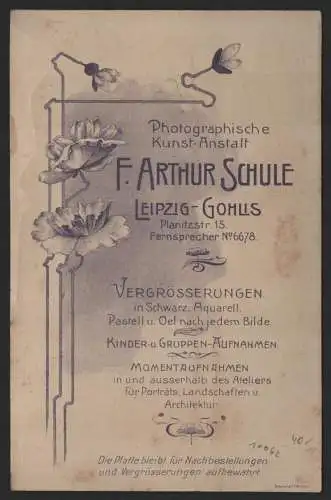 Photographische
Kunst-Anstalt
F. ARTHUR SCHULE
LEIPZIG-GOHLIS
Planitzstr. 15.
Fernsprecher No 6678.
VERGRÖSSERUNGEN
in Schwarz, Aquarell,
Pastell u. Oel nach jedem Bilde
KINDER- u. GRUPPEN-AUFNAHMEN
MOMENTAUFNAHMEN
in und ausserhalb des Ateliers
für Porträts, Landschaften u.
Architektur.
40.-
Die Platte bleibt für Nachbestellungen
und Vergrösserungen aufbewahrt.